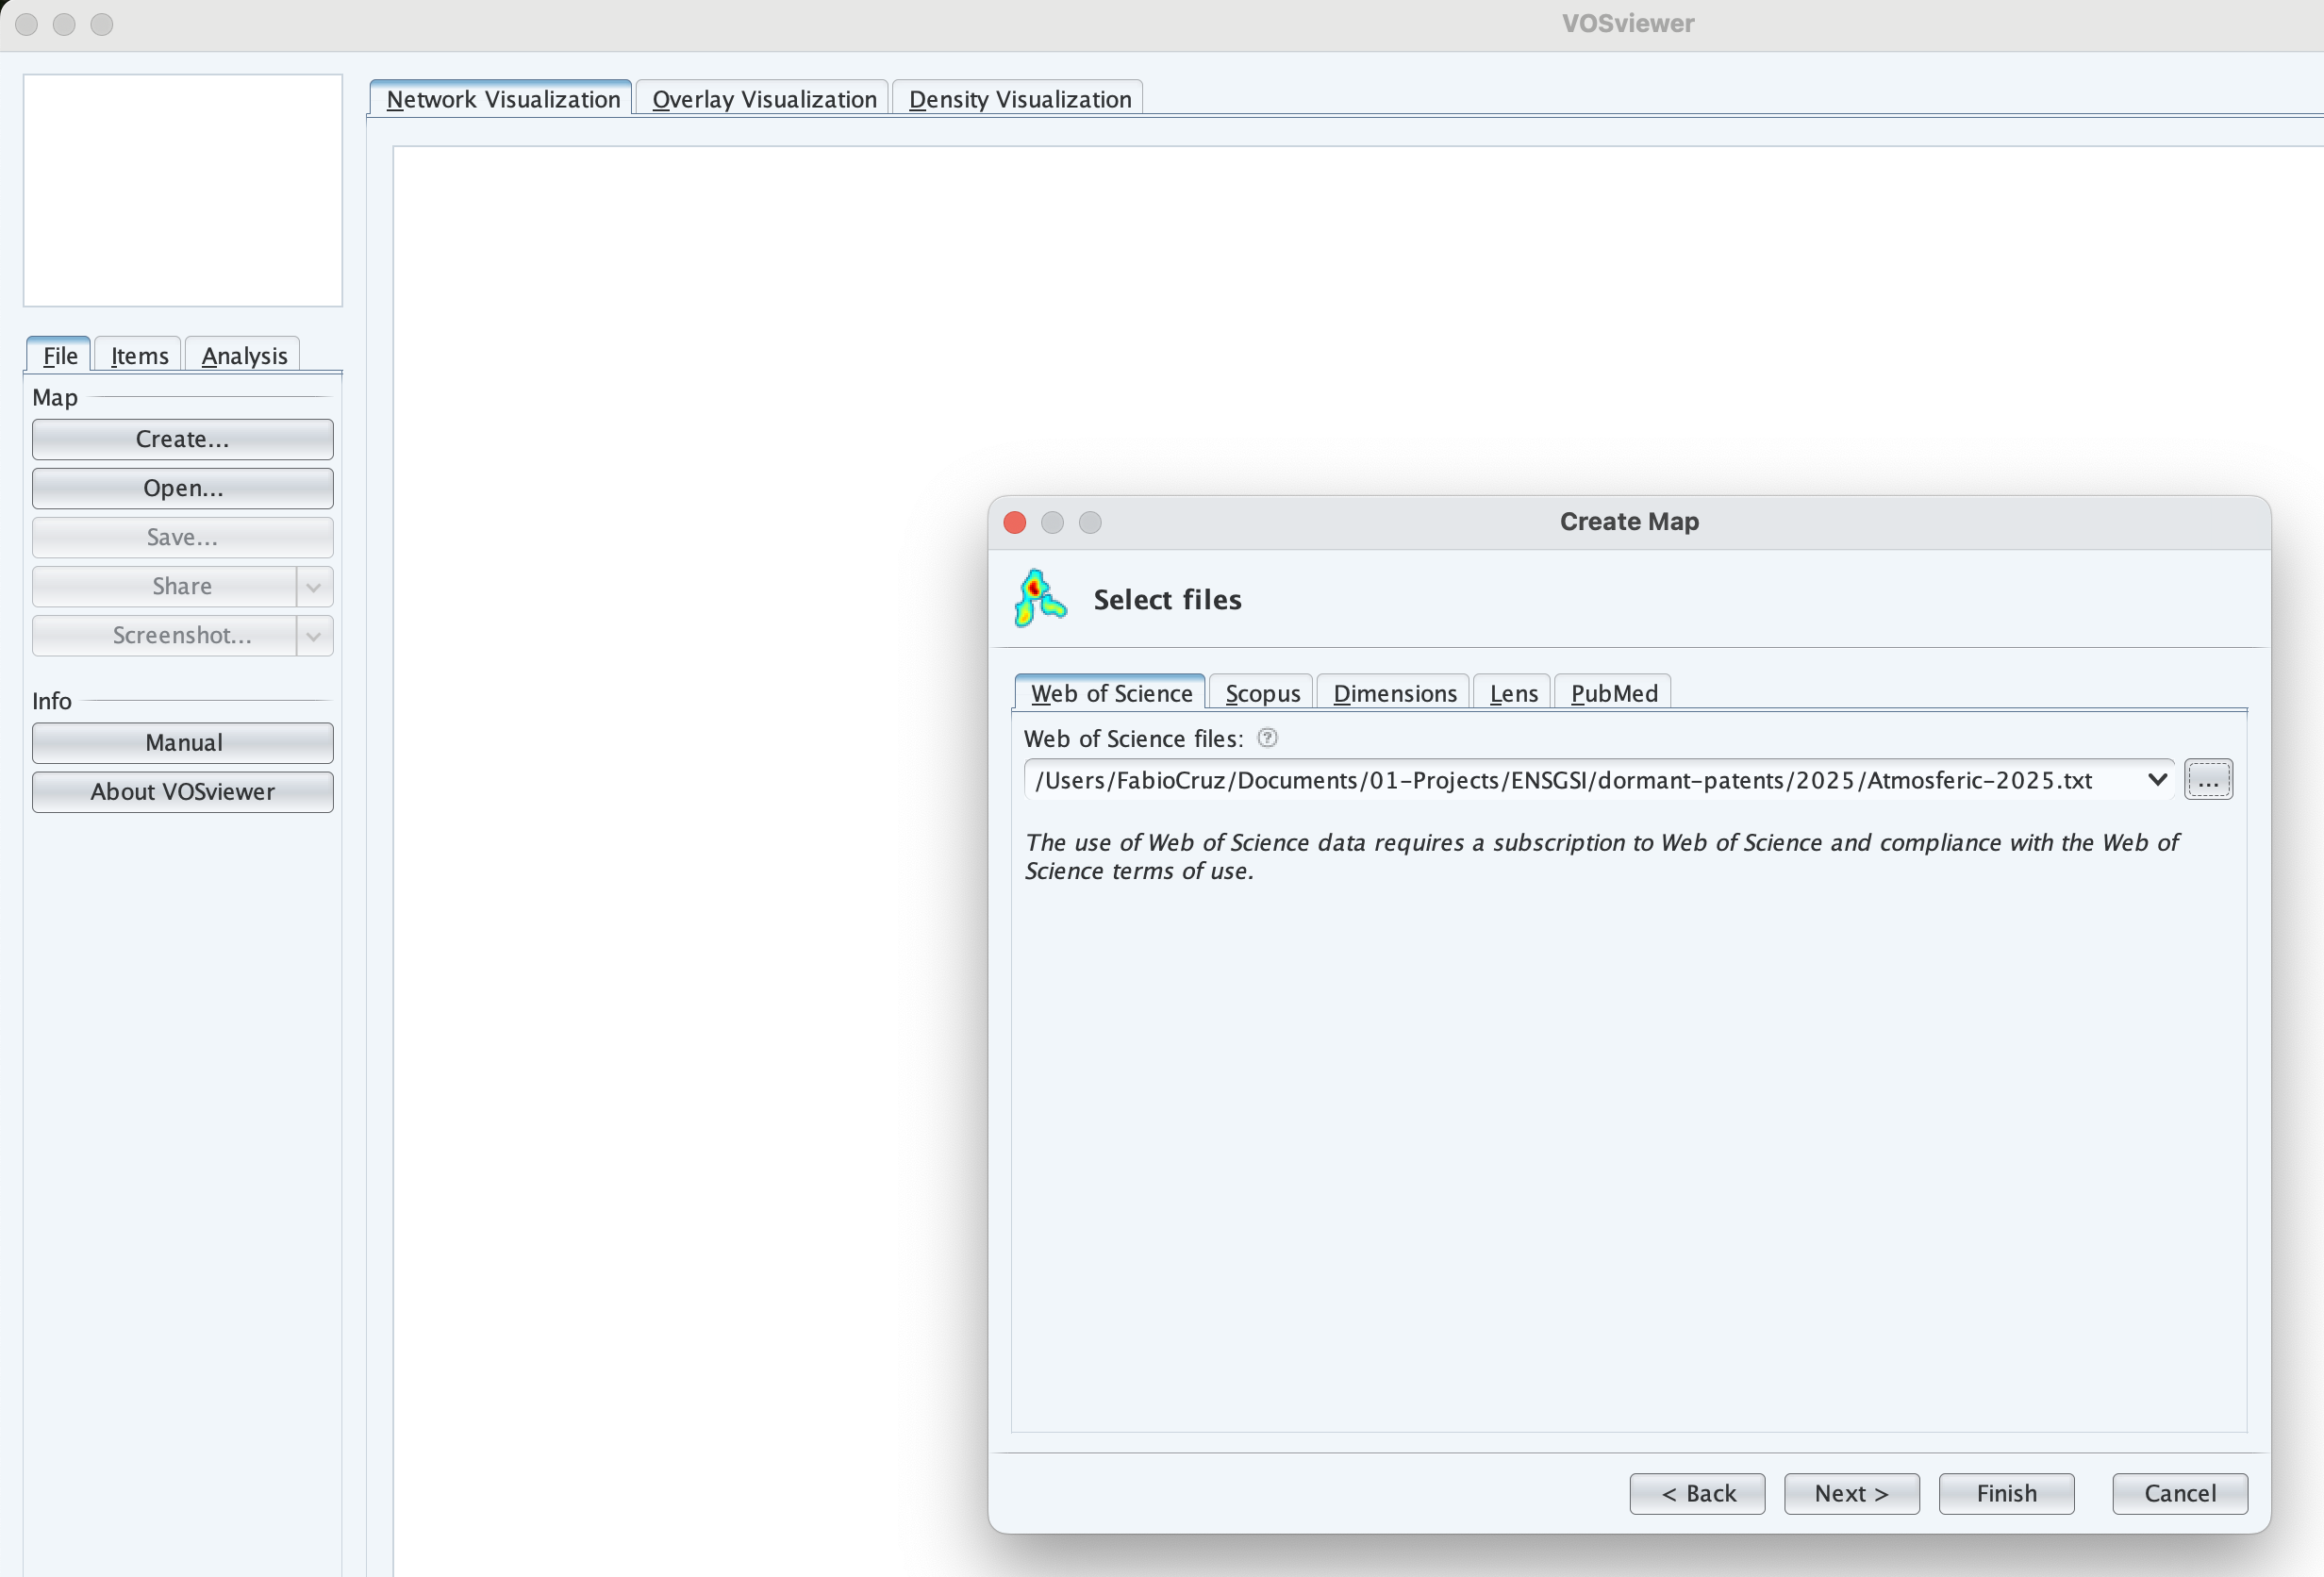 VOSviewer
Network Visualization
Overlay Visualization
Density Visualization
File
Items
Analysis
Map
Create...
Open...
Save...
Share
Screenshot...
Info
Manual
About VOSviewer
Create Map
Select files
Web of Science
Scopus
Dimensions
Lens
PubMed
Web of Science files: ?
/Users/FabioCruz/Documents/01-Projects/ENSGSI/dormant-patents/2025/Atmosferic-2025.txt
...
The use of Web of Science data requires a subscription to Web of Science and compliance with the Web of
Science terms of use.
< Back
Next >
Finish
Cancel